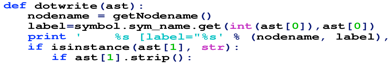 def dotwrite(ast):
    nodename = getNodename()
    label=symbol.sym_name.get(int(ast[0]),ast[0])
    print '    %s [label="%s' % (nodename, label),
    if isinstance(ast[1], str):
        if ast[1].strip():